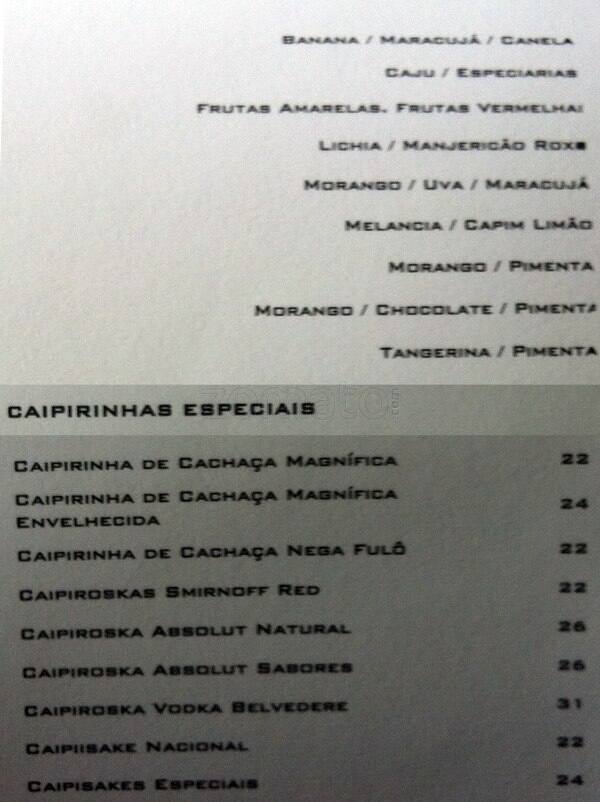 BANANA / MARACUJÁ / CANELA
CAJU / ESPECIARIAS
FRUTAS AMARELAS. FRUTAS VERMELHAS
LICHIA / MANJERICÃO ROXO
MORANGO / UVA / MARACUJÁ
MELANCIA / CAPIM LIMÃO
MORANGO / PIMENTA
MORANGO / CHOCOLATE / PIMENTA
TANGERINA / PIMENTA
zomato.com
CAIPIRINHAS ESPECIAIS
CAIPIRINHA DE CACHAÇA MAGNÍFICA 22
CAIPIRINHA DE CACHAÇA MAGNÍFICA 24
ENVELHECIDA
CAIPIRINHA DE CACHAÇA NEGA FULÔ 22
CAIPIROSKAS SMIRNOFF RED 22
CAIPIROSKA ABSOLUT NATURAL 26
CAIPIROSKA ABSOLUT SABORES 26
CAIPIROSKA VODKA BELVEDERE 31
CAIPIISAKE NACIONAL 22
CAIPISAKES ESPECIAIS 24